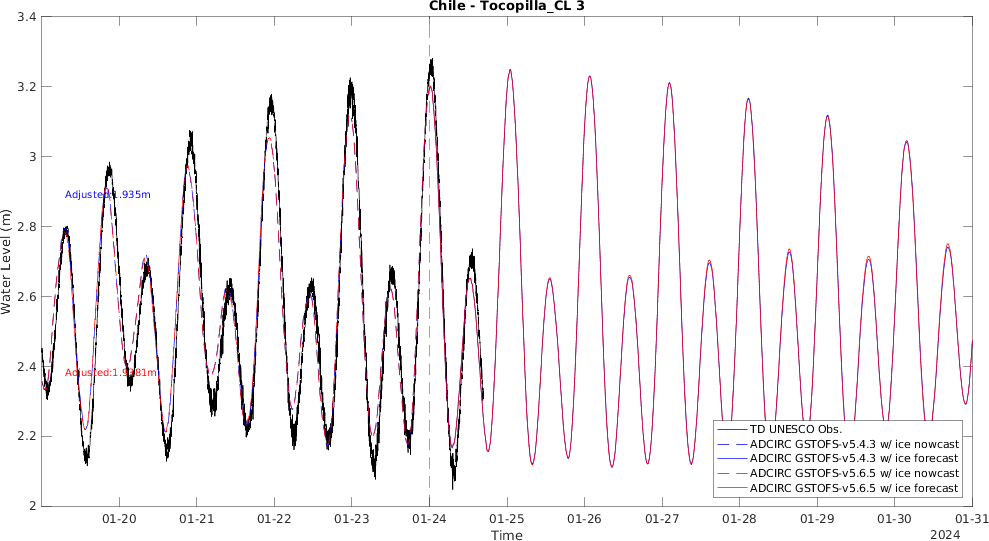 Chile - Tocopilla_CL 3
3.4
3.2
3
2.8
2.6
2.4
2.2
2
Water Level (m)
Adjusted:1.935m
Adjusted:1.9381m
TD UNESCO Obs.
ADCIRC GSTOFS-v5.4.3 w/ ice nowcast
ADCIRC GSTOFS-v5.4.3 w/ ice forecast
ADCIRC GSTOFS-v5.6.5 w/ ice nowcast
ADCIRC GSTOFS-v5.6.5 w/ ice forecast
01-20 01-21 01-22 01-23 01-24 01-25 01-26 01-27 01-28 01-29 01-30 01-31
Time
2024